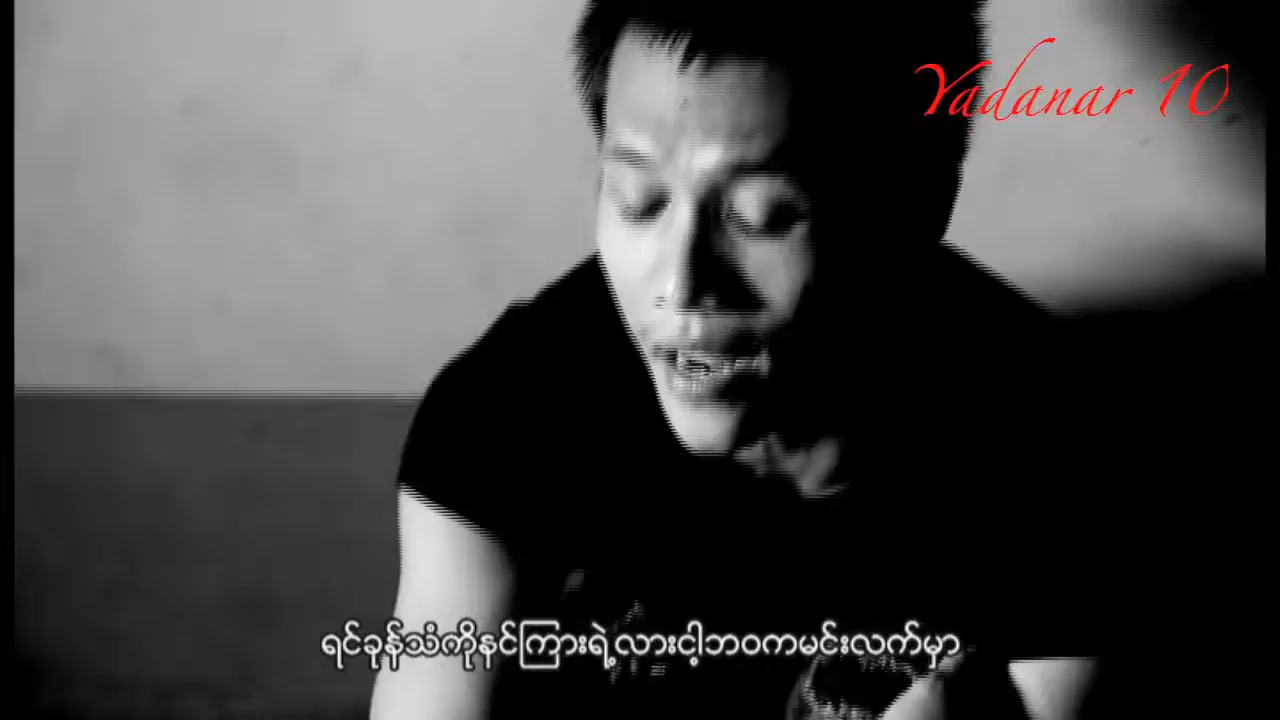 Yadanar 10
ရင်ခုန်သံကိုနင်ကြားရဲ့လားငါ့ဘဝကမင်းလက်မှာ